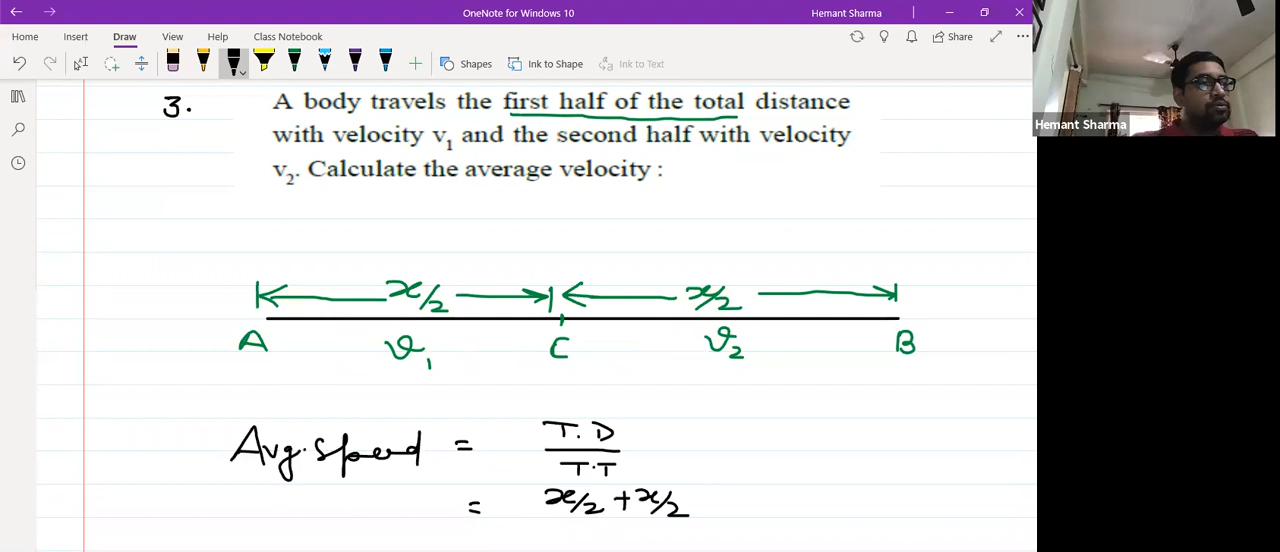 OneNote for Windows 10
Hemant Sharma
Home Insert Draw View Help Class Notebook
Share
Shapes Ink to Shape Ink to Text
Hemant Sharma
3. A body travels the first half of the total distance
with velocity v₁ and the second half with velocity
v₂. Calculate the average velocity :
x/2 x/2
A v₁ C v₂ B
Avg. speed = T.D
T.T
= x/2 + x/2